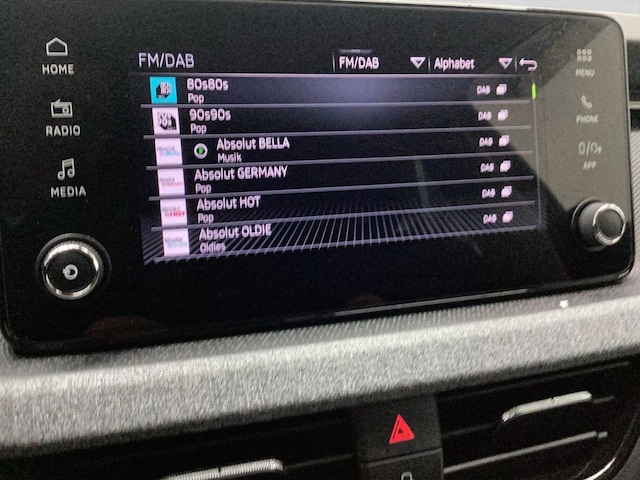 HOME
RADIO
MEDIA
FM/DAB
FM/DAB
Alphabet
80s80s
Pop
DAB
90s90s
Pop
DAB
Absolut BELLA
Musik
DAB
Absolut GERMANY
Pop
DAB
Absolut HOT
Pop
DAB
Absolut OLDIE
Oldies
DAB
MENU
PHONE
APP